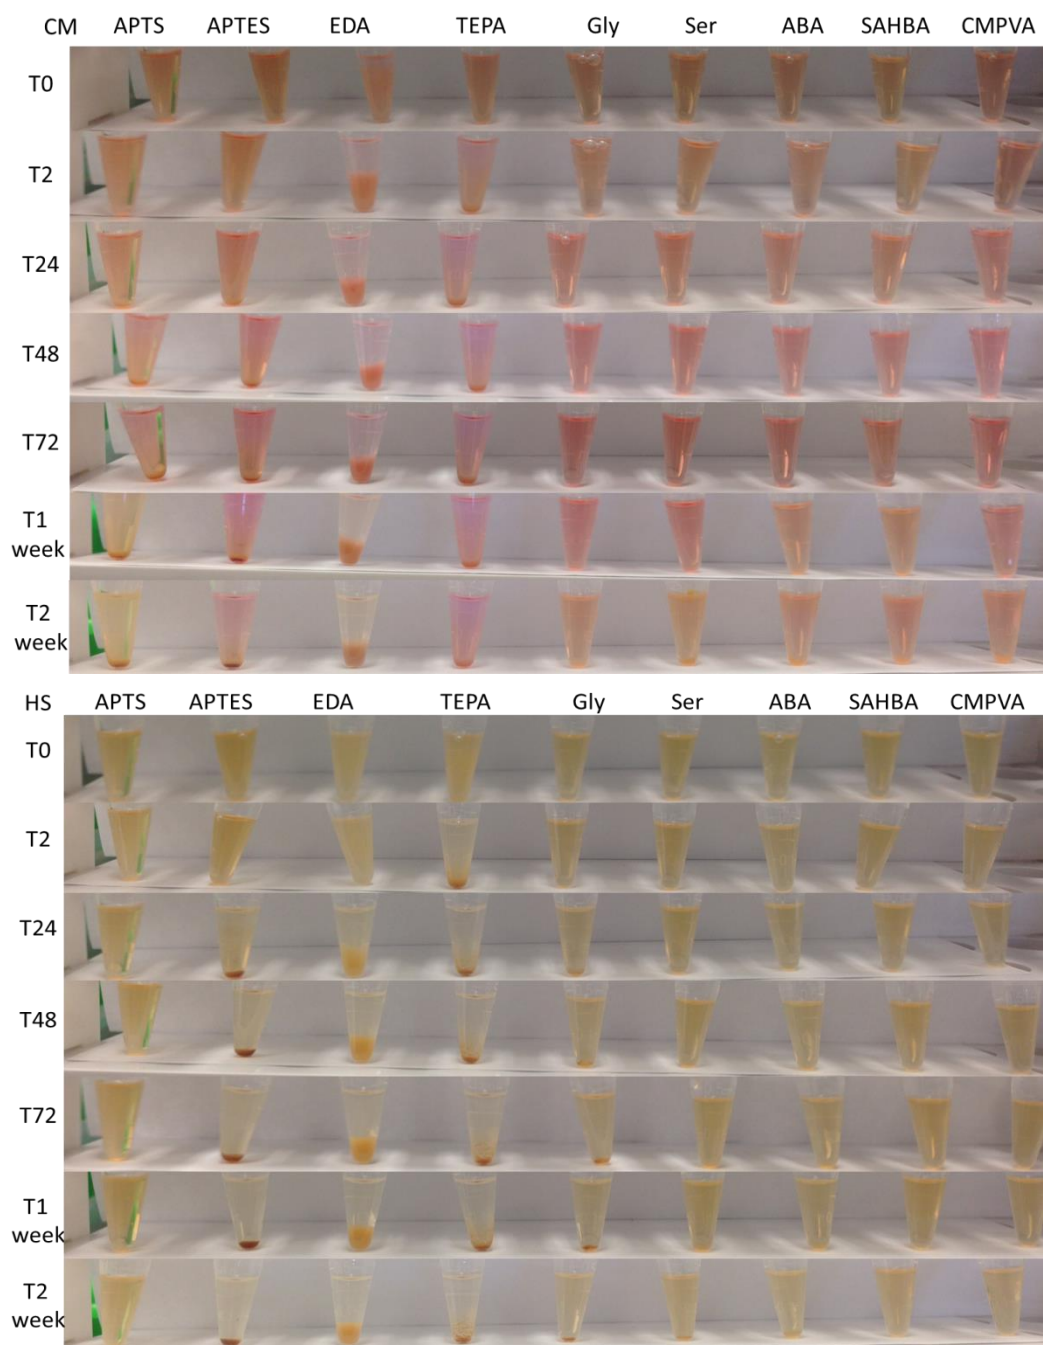 CM APTS APTES EDA TEPA Gly Ser ABA SAHBA CMPVA
T0
T2
T24
T48
T72
T1
week
T2
week
HS APTS APTES EDA TEPA Gly Ser ABA SAHBA CMPVA
T0
T2
T24
T48
T72
T1
week
T2
week